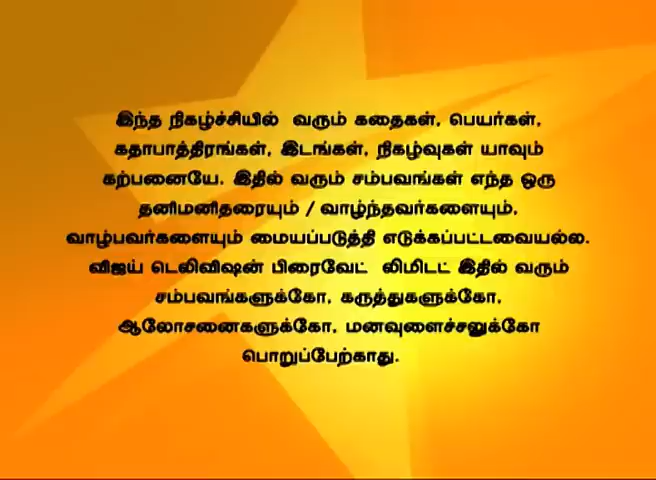 இந்த நிகழ்ச்சியில் வரும் கதைகள், பெயர்கள்,
கதாபாத்திரங்கள், இடங்கள், நிகழ்வுகள் யாவும்
கற்பனையே. இதில் வரும் சம்பவங்கள் எந்த ஒரு
தனிமனிதரையும் / வாழ்ந்தவர்களையும்,
வாழ்பவர்களையும் மையப்படுத்தி எடுக்கப்பட்டவையல்ல.
விஜய் டெலிவிஷன் பிரைவேட் லிமிடட் இதில் வரும்
சம்பவங்களுக்கோ, கருத்துகளுக்கோ,
ஆலோசனைகளுக்கோ, மனவுளைச்சலுக்கோ
பொறுப்பேற்காது.